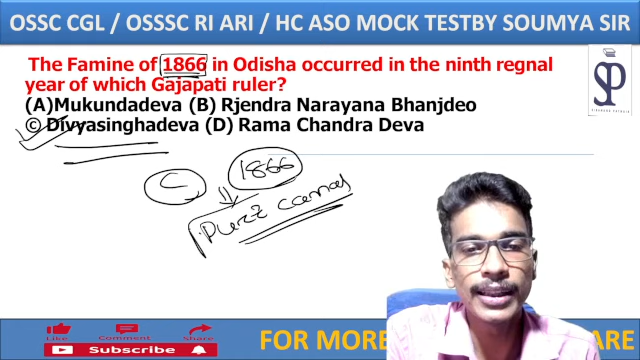 OSSC CGL / OSSSC RI ARI / HC ASO MOCK TESTBY SOUMYA SIR
The Famine of 1866 in Odisha occurred in the ninth regnal
year of which Gajapati ruler?
(A)Mukundadeva (B) Rjendra Narayana Bhanjdeo
© Divyasinghadeva (D) Rama Chandra Deva
C
1866
Puri canal
SP
Like Comment Share
Subscribe
FOR MORE
ARE